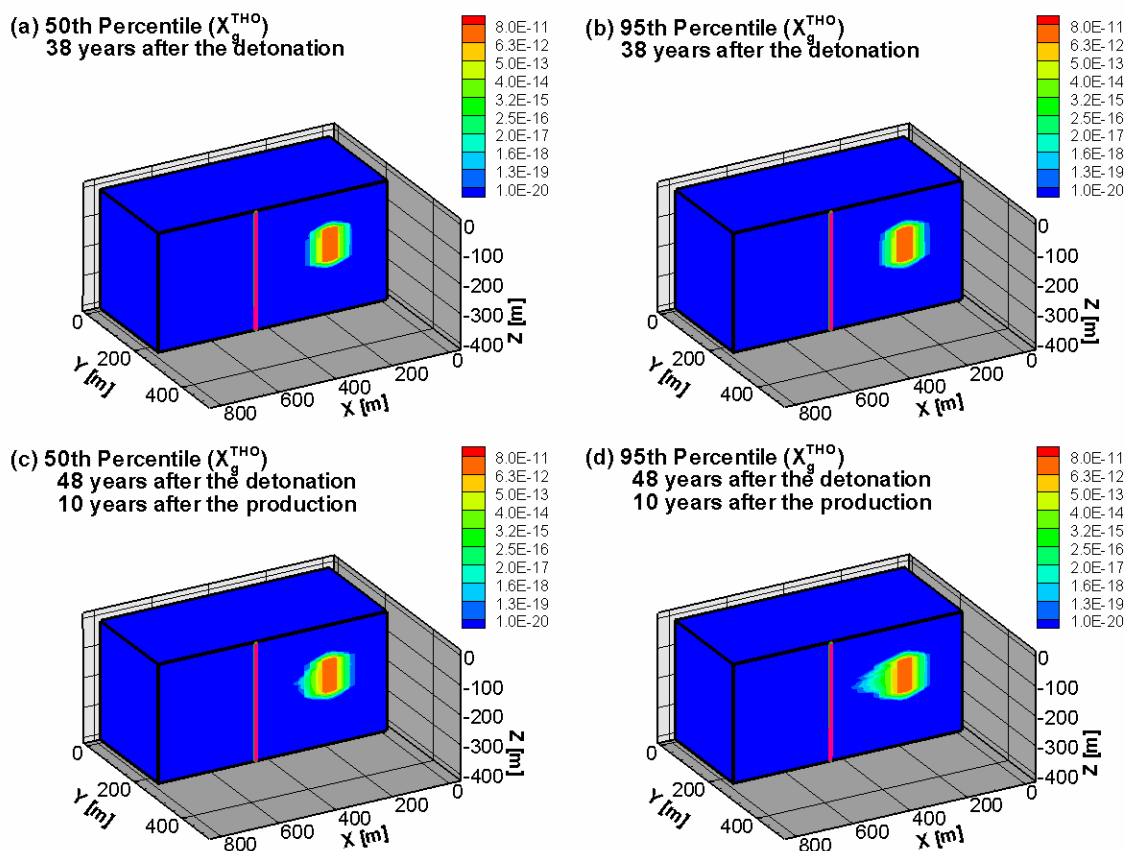 (a) 50th Percentile (X_g^THO)
38 years after the detonation
8.0E-11
6.3E-12
5.0E-13
4.0E-14
3.2E-15
2.5E-16
2.0E-17
1.6E-18
1.3E-19
1.0E-20
0
-100
-200
-300
-400
Z [m]
0
200
400
Y [m]
800
600
400
200
0
X [m]
(b) 95th Percentile (X_g^THO)
38 years after the detonation
8.0E-11
6.3E-12
5.0E-13
4.0E-14
3.2E-15
2.5E-16
2.0E-17
1.6E-18
1.3E-19
1.0E-20
0
-100
-200
-300
-400
Z [m]
0
200
400
Y [m]
800
600
400
200
0
X [m]
(c) 50th Percentile (X_g^THO)
48 years after the detonation
10 years after the production
8.0E-11
6.3E-12
5.0E-13
4.0E-14
3.2E-15
2.5E-16
2.0E-17
1.6E-18
1.3E-19
1.0E-20
0
-100
-200
-300
-400
Z [m]
0
200
400
Y [m]
800
600
400
200
0
X [m]
(d) 95th Percentile (X_g^THO)
48 years after the detonation
10 years after the production
8.0E-11
6.3E-12
5.0E-13
4.0E-14
3.2E-15
2.5E-16
2.0E-17
1.6E-18
1.3E-19
1.0E-20
0
-100
-200
-300
-400
Z [m]
0
200
400
Y [m]
800
600
400
200
0
X [m]